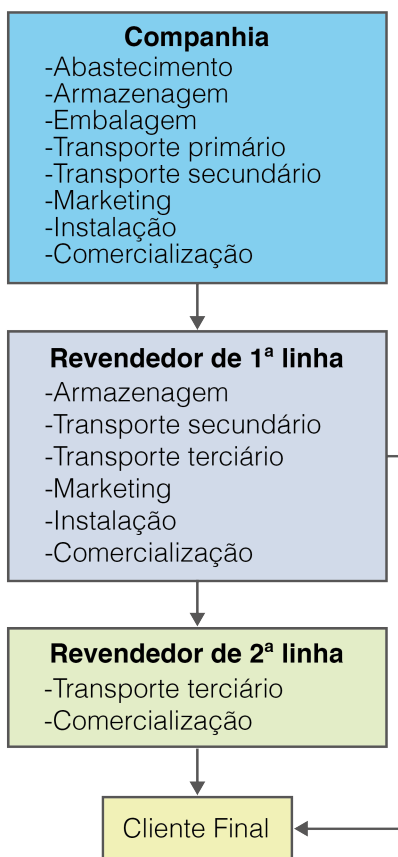 Companhia
-Abastecimento
-Armazenagem
-Embalagem
-Transporte primário
-Transporte secundário
-Marketing
-Instalação
-Comercialização
Revendedor de 1ª linha
-Armazenagem
-Transporte secundário
-Transporte terciário
-Marketing
-Instalação
-Comercialização
Revendedor de 2ª linha
-Transporte terciário
-Comercialização
Cliente Final